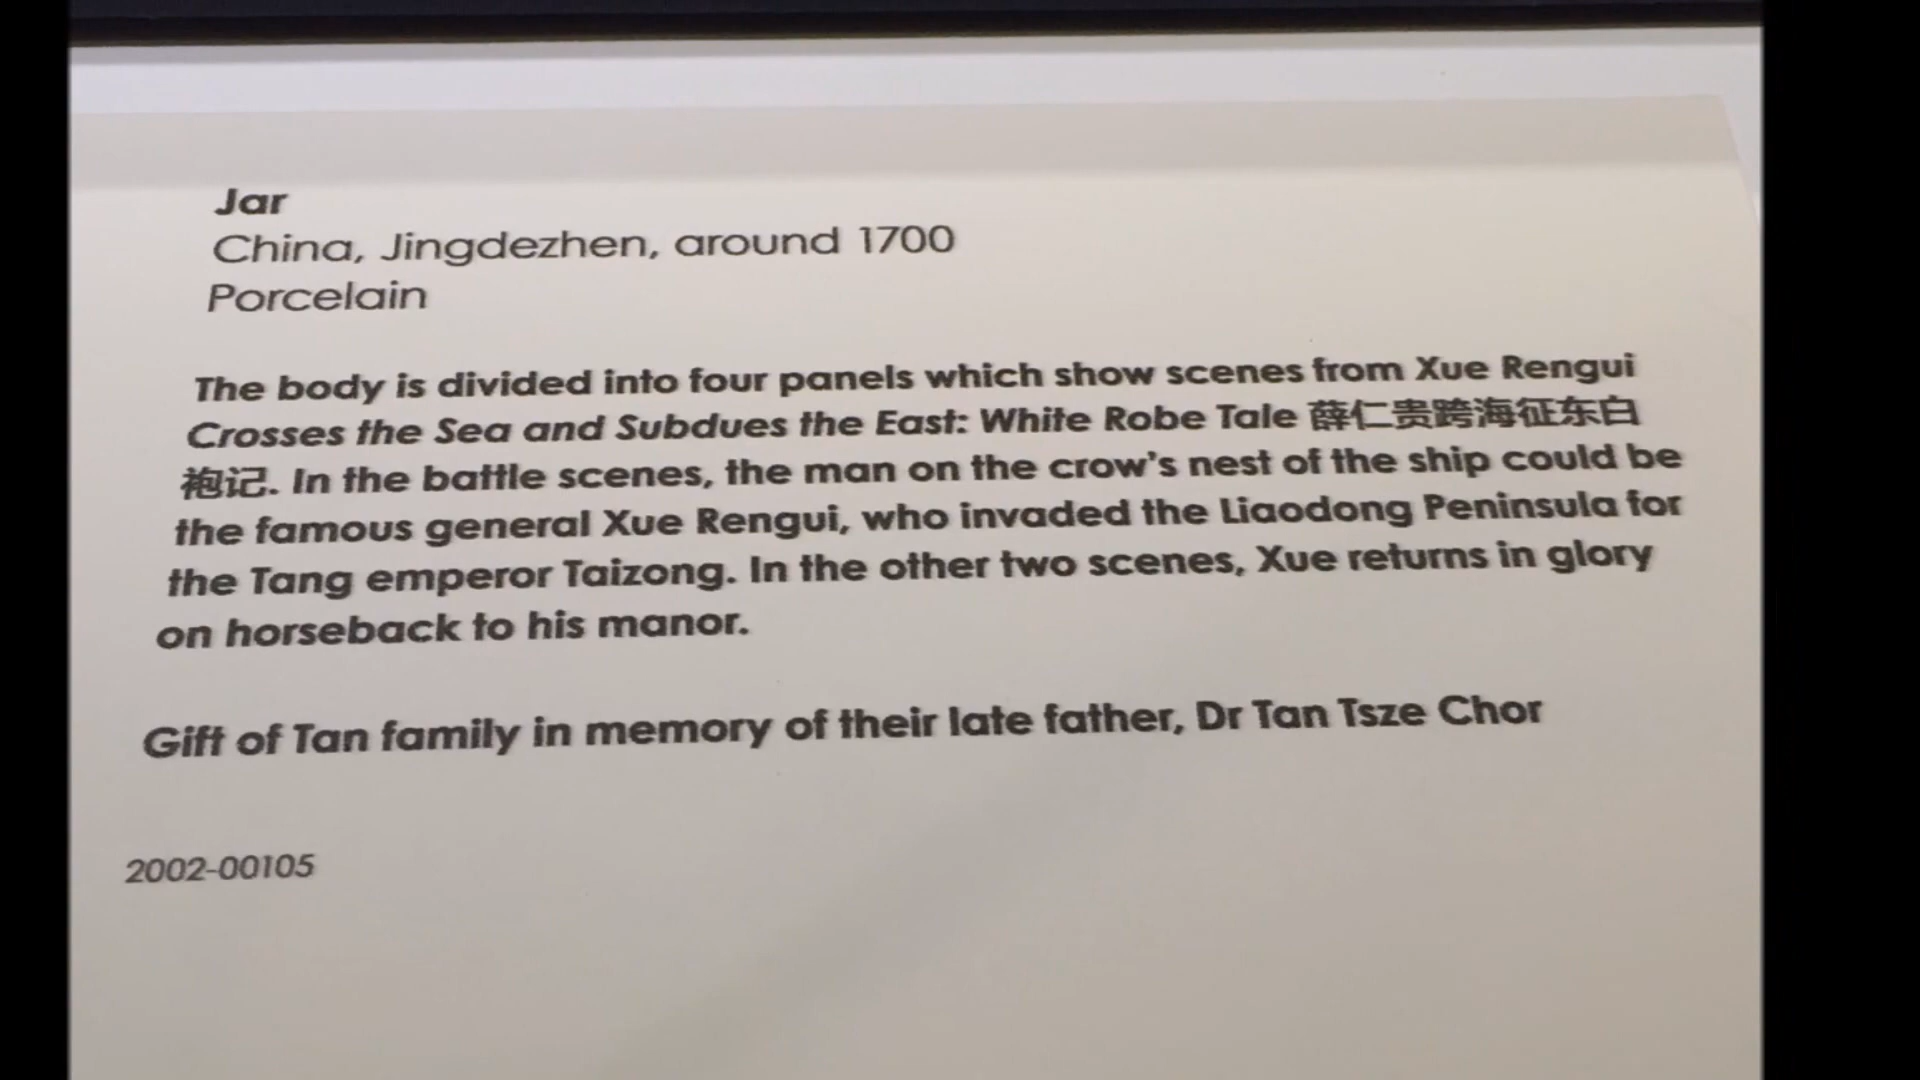 Jar
China, Jingdezhen, around 1700
Porcelain
The body is divided into four panels which show scenes from Xue Rengui
Crosses the Sea and Subdues the East: White Robe Tale 薛仁贵跨海征东白
袍记. In the battle scenes, the man on the crow's nest of the ship could be
the famous general Xue Rengui, who invaded the Liaodong Peninsula for
the Tang emperor Taizong. In the other two scenes, Xue returns in glory
on horseback to his manor.
Gift of Tan family in memory of their late father, Dr Tan Tsze Chor
2002-00105